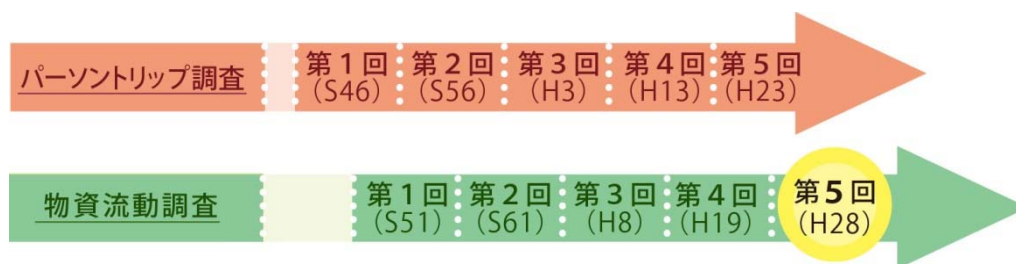 パーソントリップ調査
第1回 第2回 第3回 第4回 第5回
(S46) (S56) (H3) (H13) (H23)
物資流動調査
第1回 第2回 第3回 第4回 第5回
(S51) (S61) (H8) (H19) (H28)